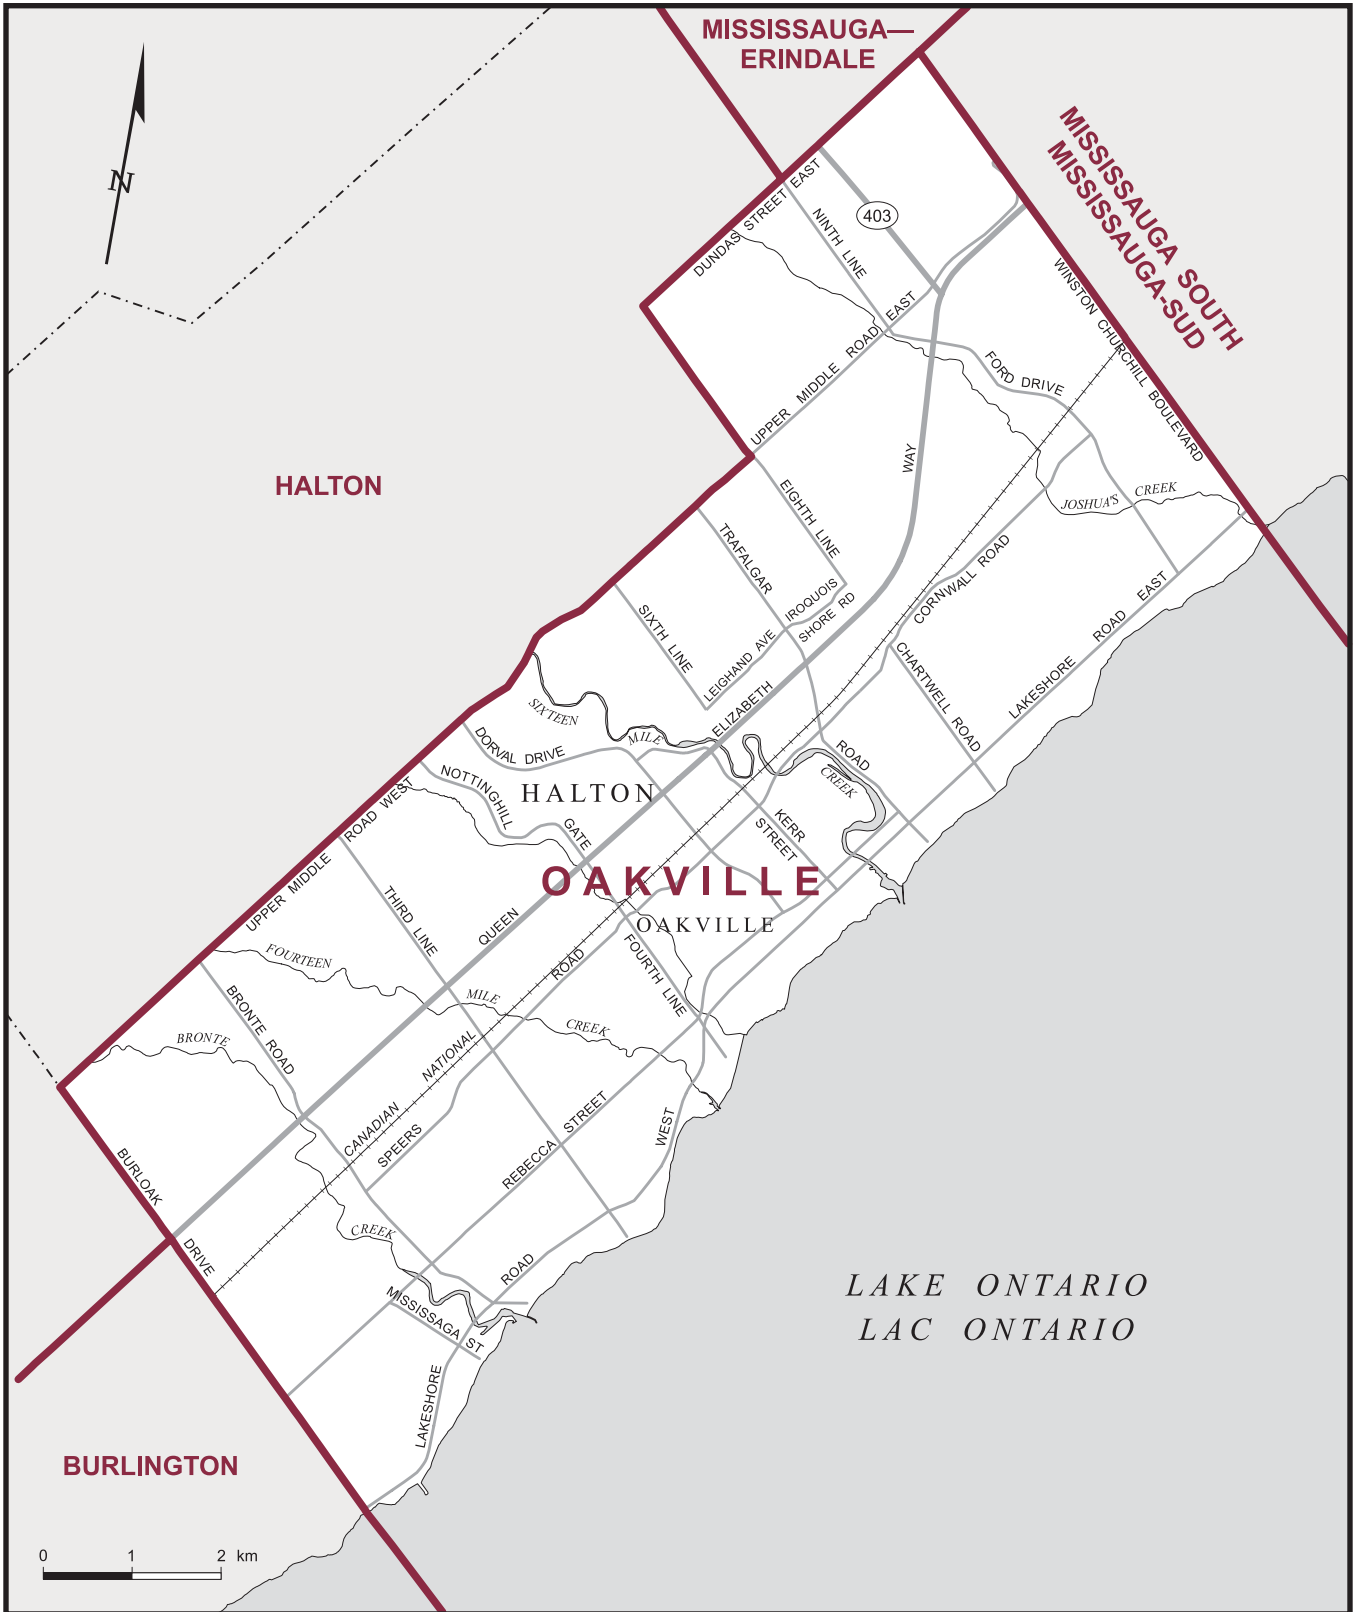 MISSISSAUGA—
ERINDALE
MISSISSAUGA SOUTH
MISSISSAUGA-SUD
N
403
DUNDAS STREET EAST
NINTH LINE
WINSTON CHURCHILL BOULEVARD
UPPER MIDDLE ROAD EAST
FORD DRIVE
HALTON
WAY
EIGHTH LINE
JOSHUA'S CREEK
TRAFALGAR
CORNWALL ROAD
IROQUOIS
SHORE RD
SIXTH LINE
LEIGHAND AVE
LAKESHORE ROAD EAST
CHARTWELL ROAD
ELIZABETH
SIXTEEN
MILE
DORVAL DRIVE
ROAD
CREEK
NOTTINGHILL
GATE
HALTON
KERR
STREET
UPPER MIDDLE ROAD WEST
OAKVILLE
OAKVILLE
THIRD LINE
QUEEN
FOURTH LINE
FOURTEEN
MILE
CREEK
ROAD
BRONTE ROAD
BRONTE
CANADIAN NATIONAL
SPEERS
REBECCA STREET
WEST
BURLOAK
DRIVE
CREEK
ROAD
MISSISSAGA ST
LAKESHORE
LAKE ONTARIO
LAC ONTARIO
BURLINGTON
0 1 2 km